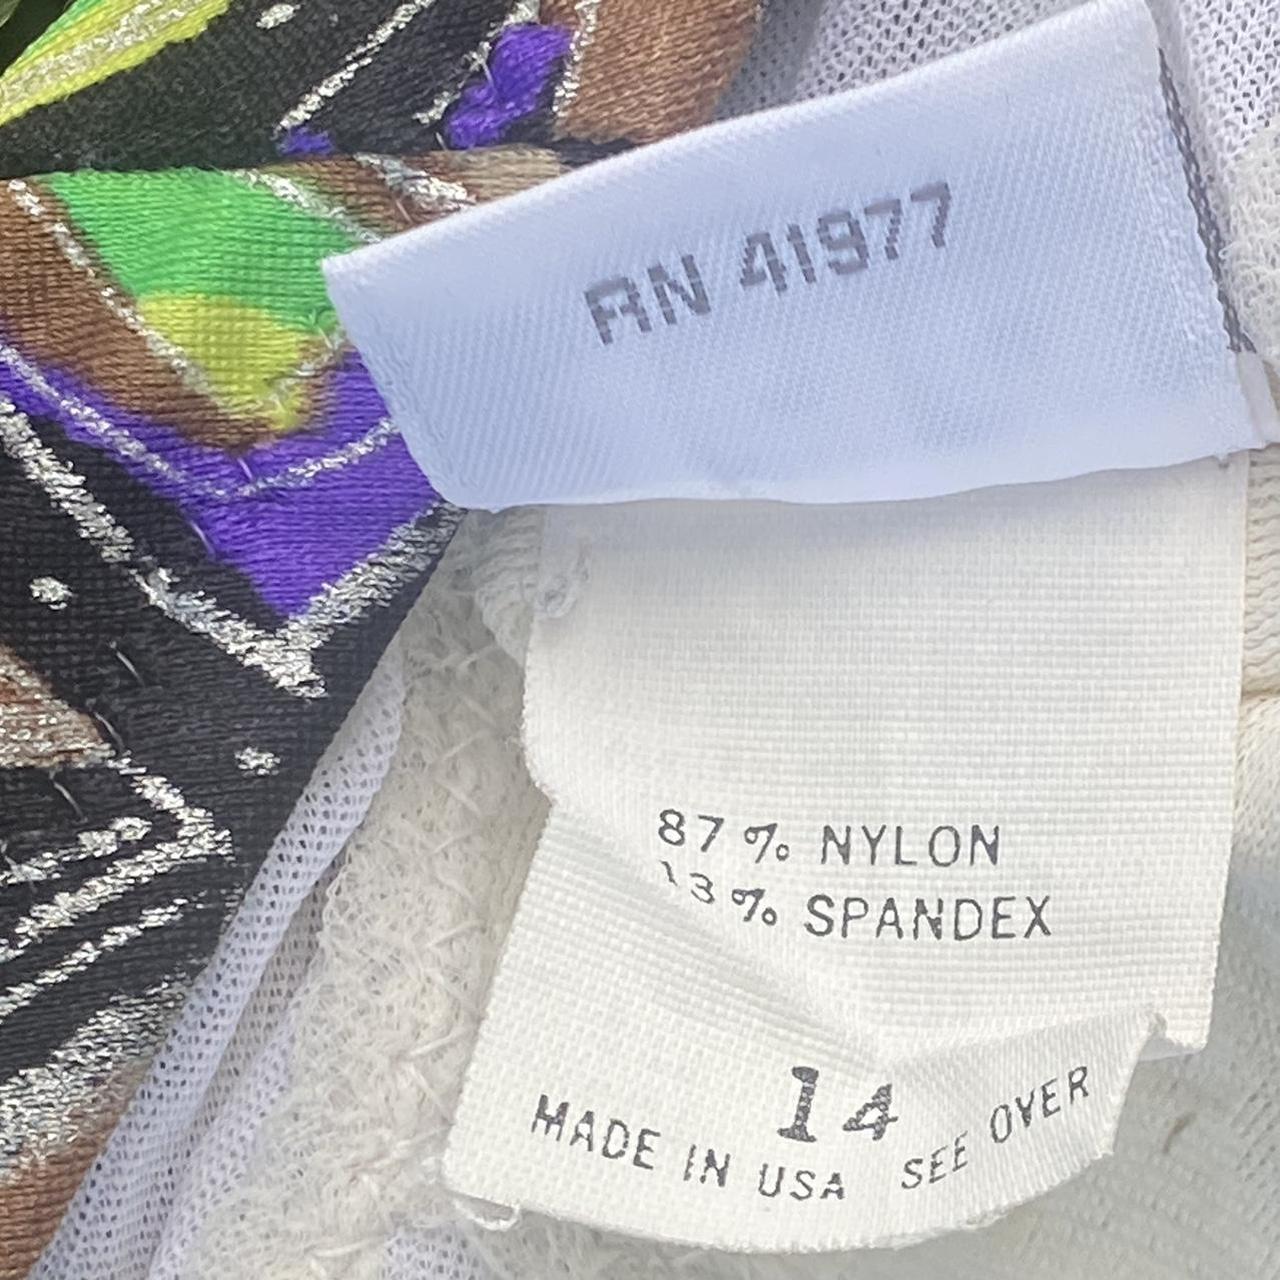 RN 41977
87% NYLON
13% SPANDEX
14
MADE IN USA SEE OVER